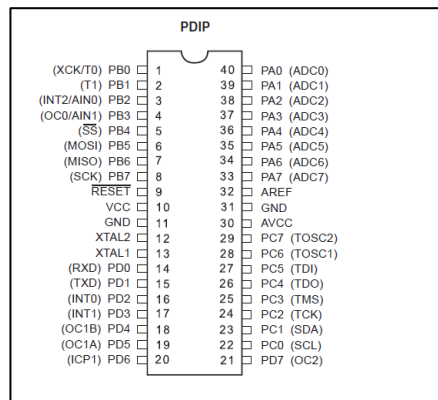 PDIP
(XCK/T0) PB0 1 40 PA0 (ADC0)
(T1) PB1 2 39 PA1 (ADC1)
(INT2/AIN0) PB2 3 38 PA2 (ADC2)
(OC0/AIN1) PB3 4 37 PA3 (ADC3)
(SS) PB4 5 36 PA4 (ADC4)
(MOSI) PB5 6 35 PA5 (ADC5)
(MISO) PB6 7 34 PA6 (ADC6)
(SCK) PB7 8 33 PA7 (ADC7)
RESET 9 32 AREF
VCC 10 31 GND
GND 11 30 AVCC
XTAL2 12 29 PC7 (TOSC2)
XTAL1 13 28 PC6 (TOSC1)
(RXD) PD0 14 27 PC5 (TDI)
(TXD) PD1 15 26 PC4 (TDO)
(INT0) PD2 16 25 PC3 (TMS)
(INT1) PD3 17 24 PC2 (TCK)
(OC1B) PD4 18 23 PC1 (SDA)
(OC1A) PD5 19 22 PC0 (SCL)
(ICP1) PD6 20 21 PD7 (OC2)